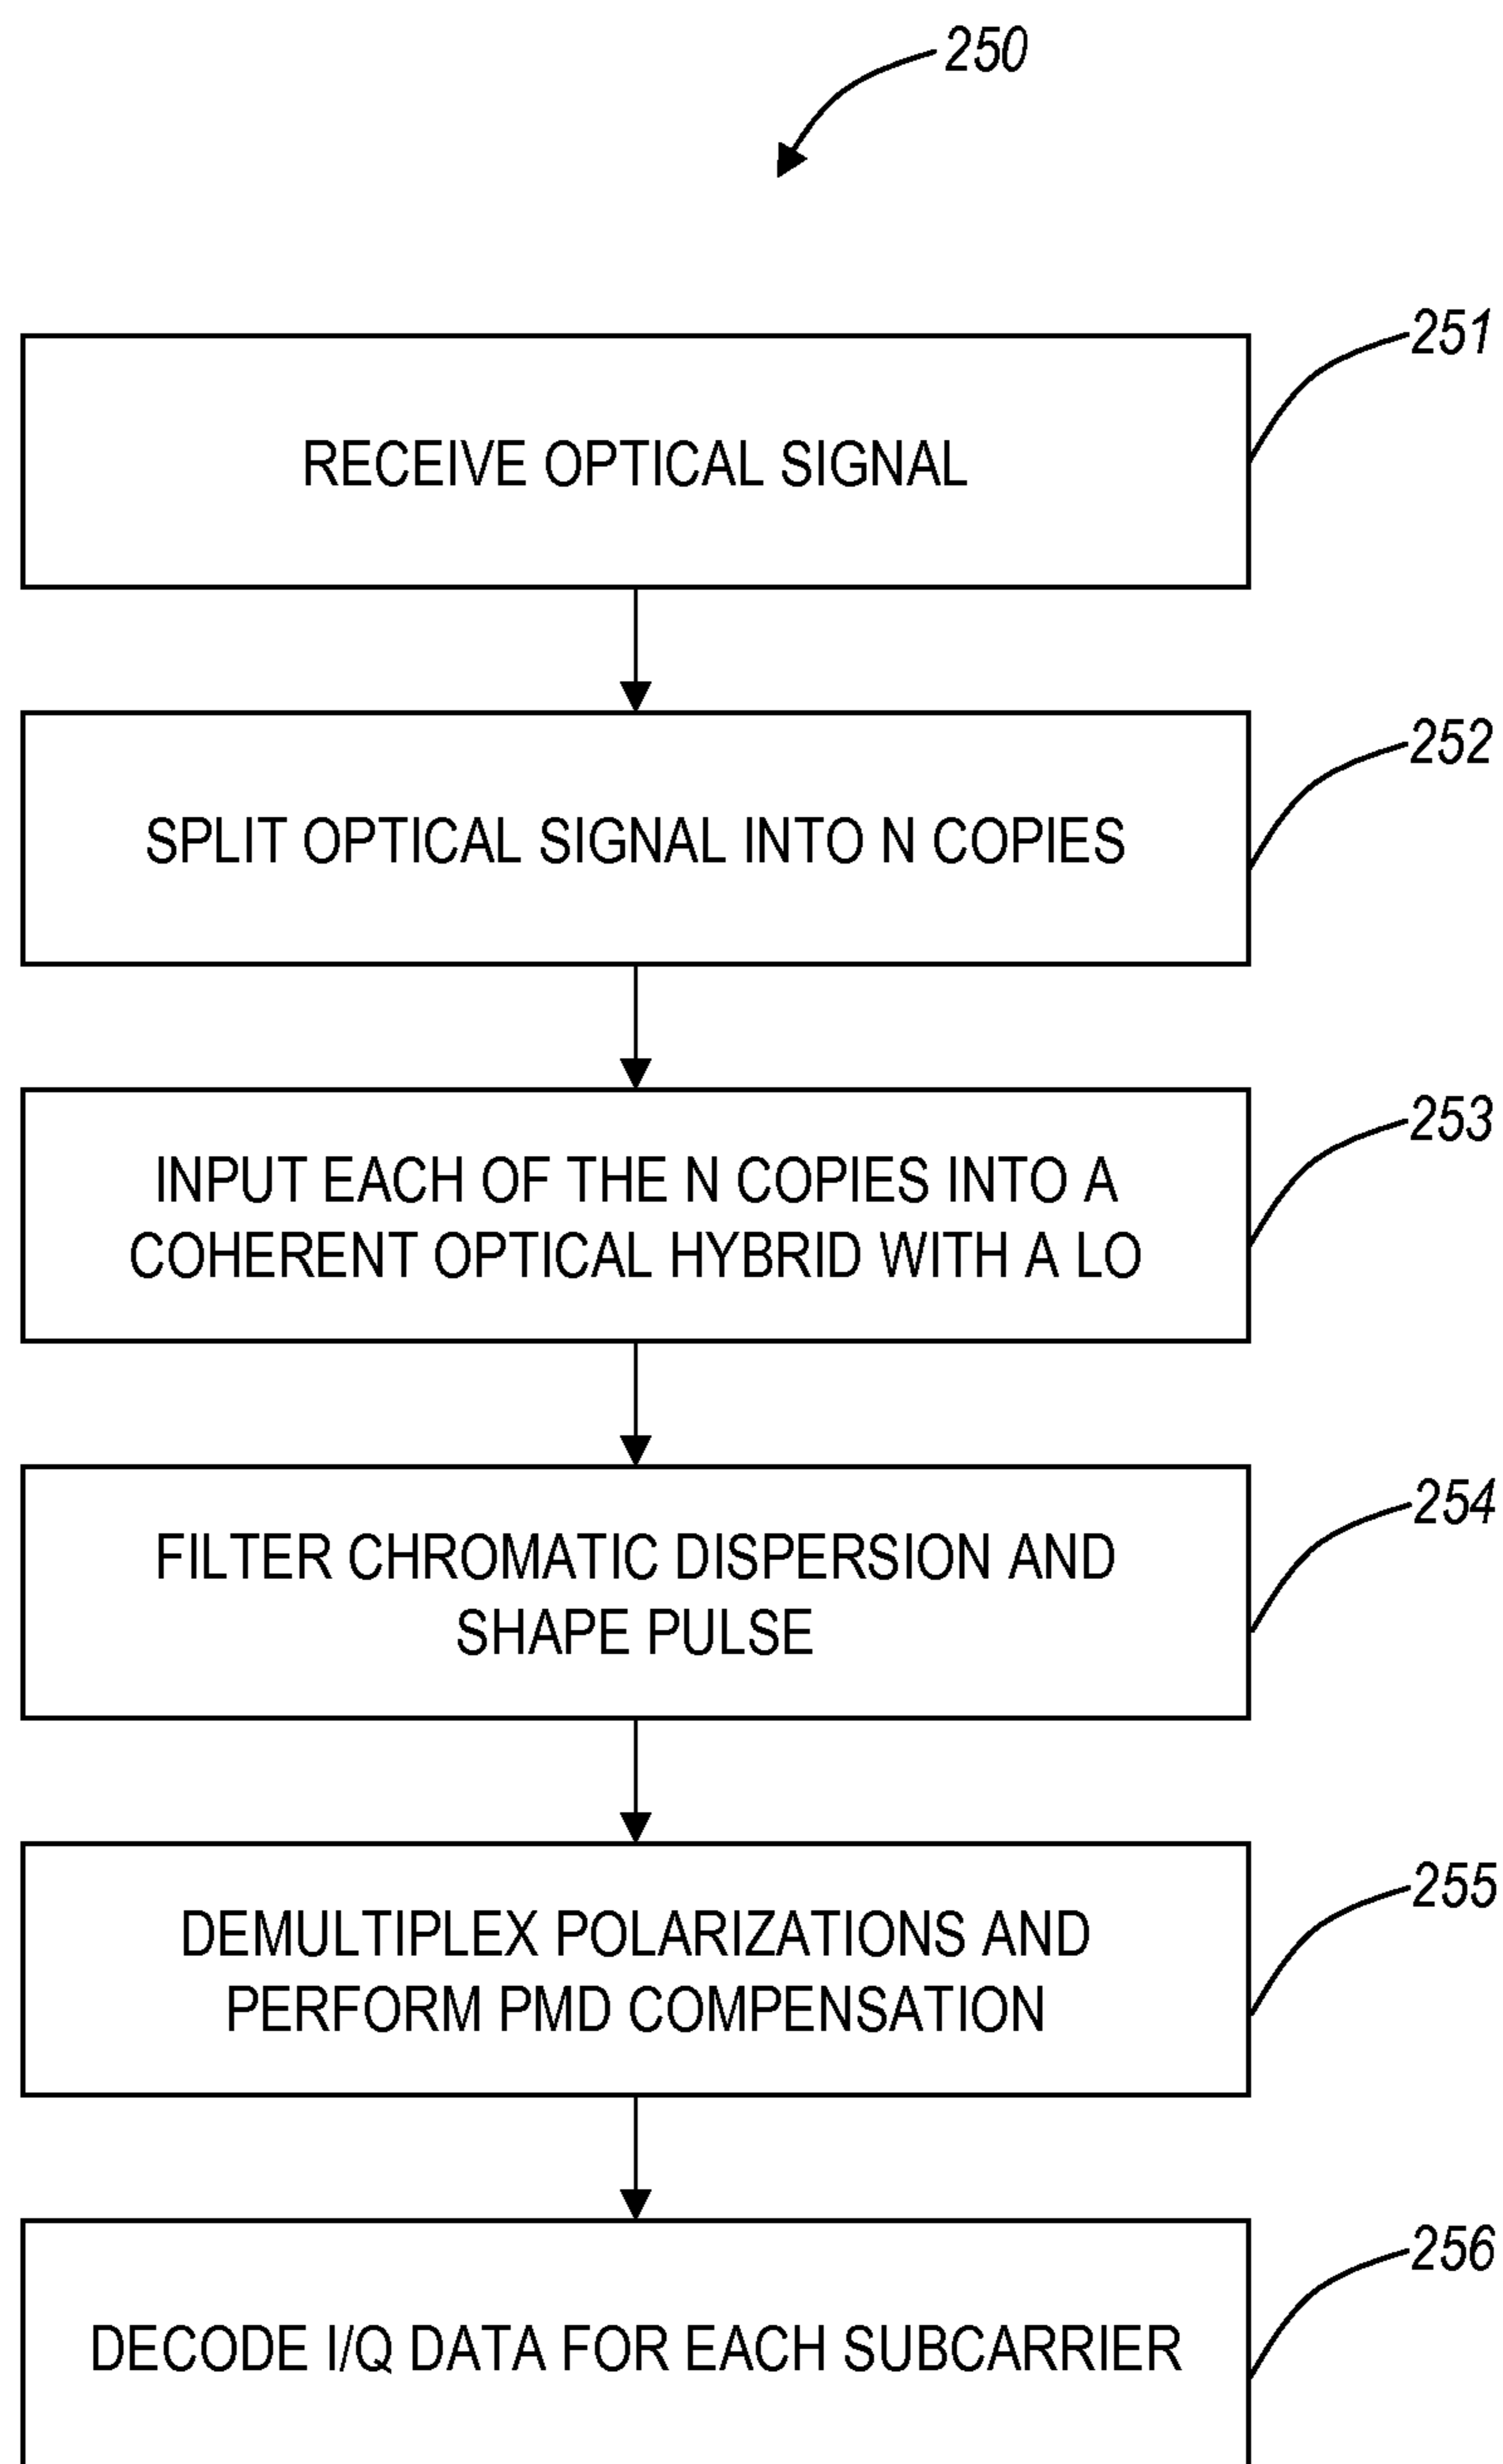 250
251
RECEIVE OPTICAL SIGNAL
252
SPLIT OPTICAL SIGNAL INTO N COPIES
253
INPUT EACH OF THE N COPIES INTO A
COHERENT OPTICAL HYBRID WITH A LO
254
FILTER CHROMATIC DISPERSION AND
SHAPE PULSE
255
DEMULTIPLEX POLARIZATIONS AND
PERFORM PMD COMPENSATION
256
DECODE I/Q DATA FOR EACH SUBCARRIER